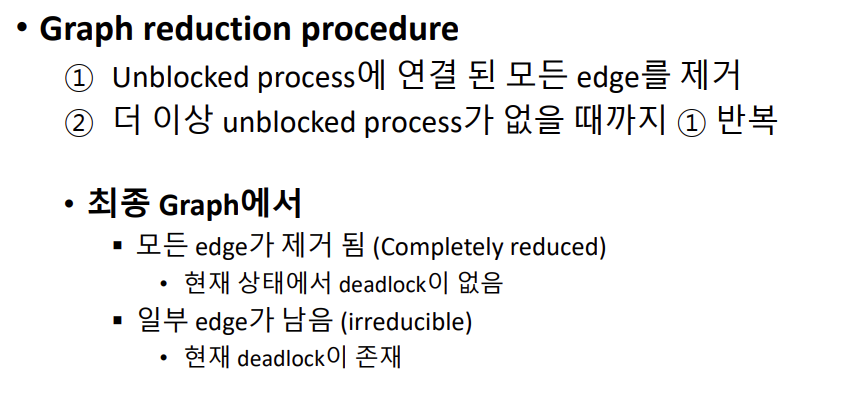 • Graph reduction procedure
① Unblocked process에 연결 된 모든 edge를 제거
② 더 이상 unblocked process가 없을 때까지 ① 반복
• 최종 Graph에서
▪ 모든 edge가 제거 됨 (Completely reduced)
• 현재 상태에서 deadlock이 없음
▪ 일부 edge가 남음 (irreducible)
• 현재 deadlock이 존재